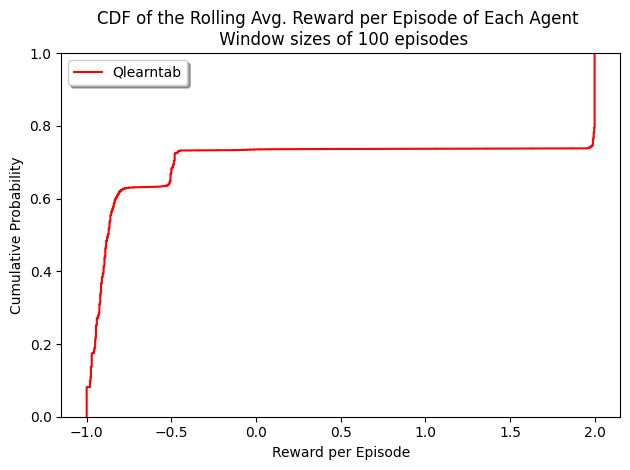 CDF of the Rolling Avg. Reward per Episode of Each Agent
Window sizes of 100 episodes
Qlearntab
1.0
0.8
0.6
0.4
0.2
0.0
Cumulative Probability
-1.0 -0.5 0.0 0.5 1.0 1.5 2.0
Reward per Episode